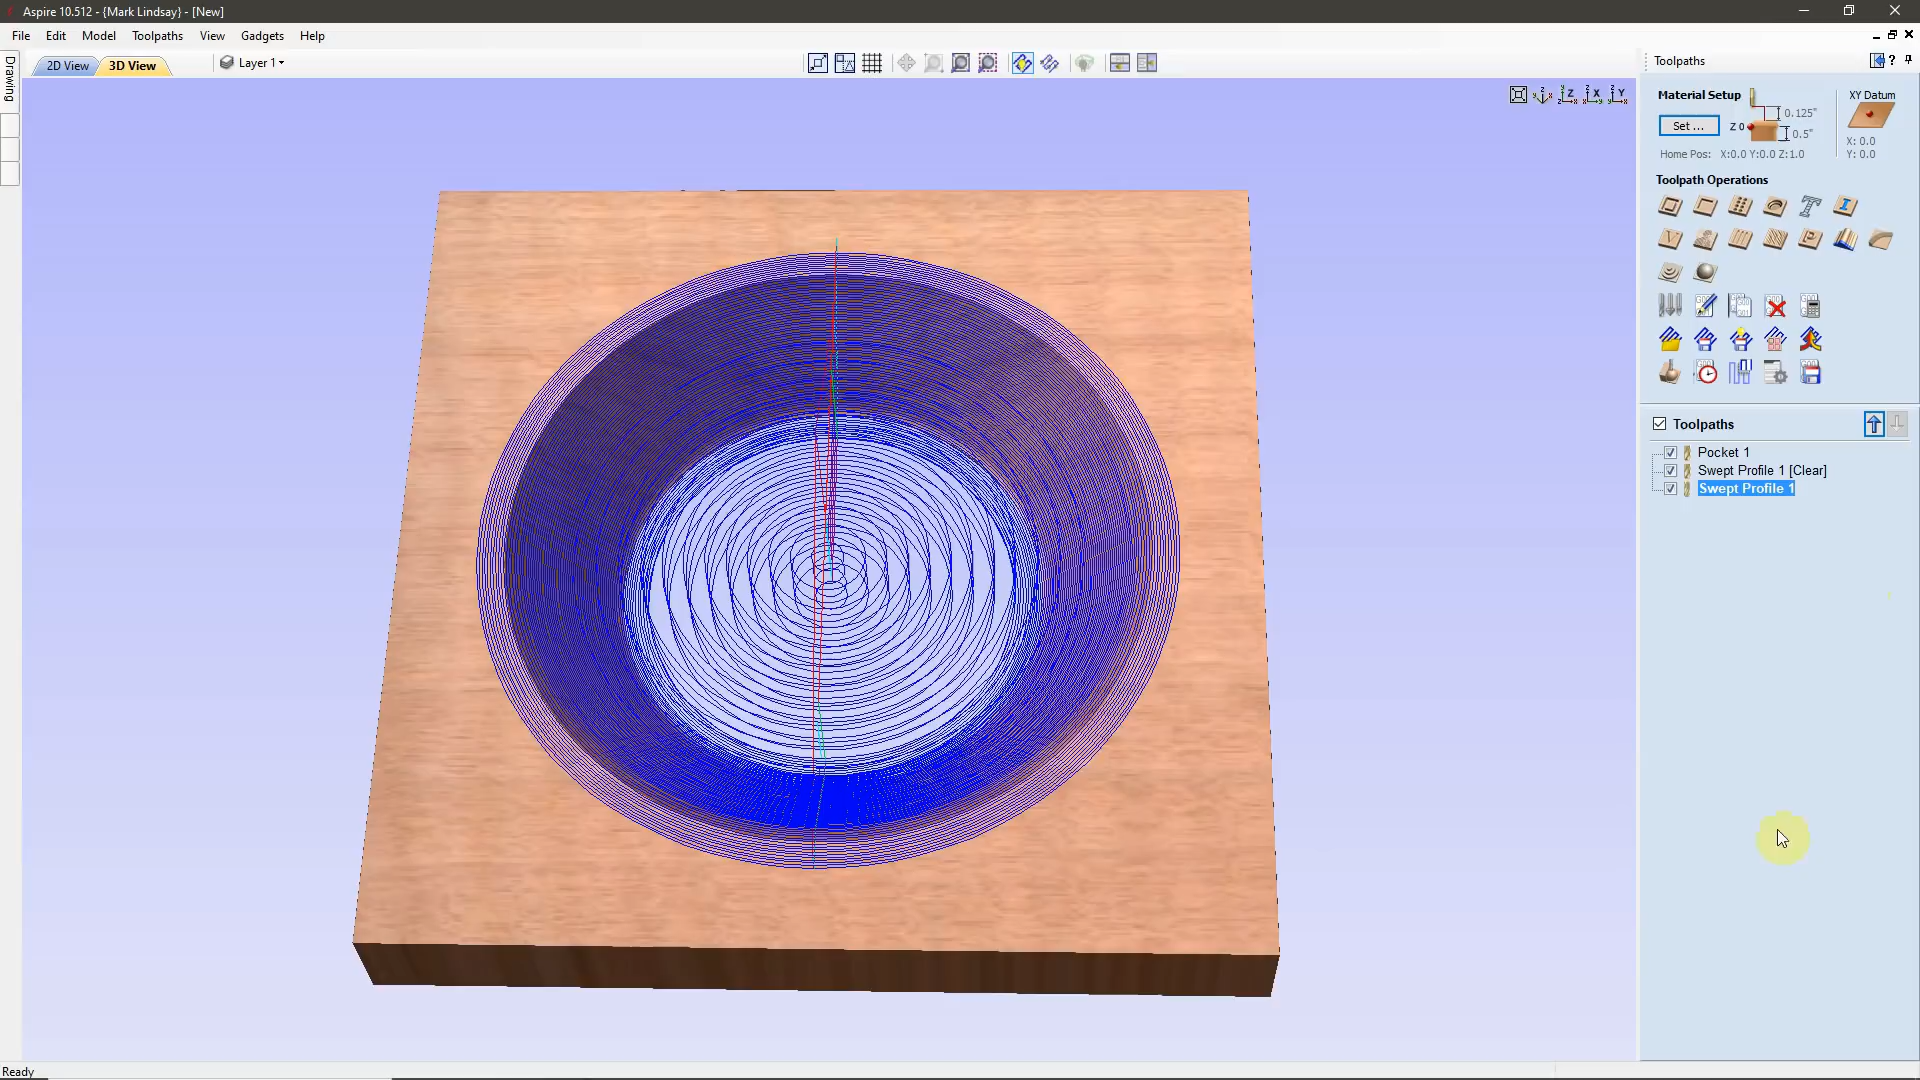 Aspire 10.512 - {Mark Lindsay} - [New]
File Edit Model Toolpaths View Gadgets Help
Drawing
2D View 3D View Layer 1
Toolpaths
Material Setup
Set ...
Z 0
0.125"
0.5"
XY Datum
X: 0.0
Y: 0.0
Home Pos: X:0.0 Y:0.0 Z:1.0
Toolpath Operations
Toolpaths
Pocket 1
Swept Profile 1 [Clear]
Swept Profile 1
Ready